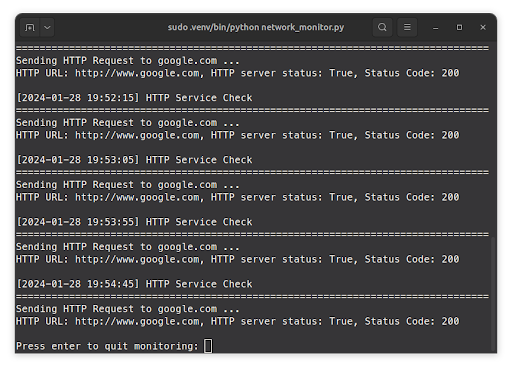 sudo .venv/bin/python network_monitor.py
================================================================================
Sending HTTP Request to google.com ...
HTTP URL: http://www.google.com, HTTP server status: True, Status Code: 200
[2024-01-28 19:52:15] HTTP Service Check
================================================================================
Sending HTTP Request to google.com ...
HTTP URL: http://www.google.com, HTTP server status: True, Status Code: 200
[2024-01-28 19:53:05] HTTP Service Check
================================================================================
Sending HTTP Request to google.com ...
HTTP URL: http://www.google.com, HTTP server status: True, Status Code: 200
[2024-01-28 19:53:55] HTTP Service Check
================================================================================
Sending HTTP Request to google.com ...
HTTP URL: http://www.google.com, HTTP server status: True, Status Code: 200
[2024-01-28 19:54:45] HTTP Service Check
================================================================================
Sending HTTP Request to google.com ...
HTTP URL: http://www.google.com, HTTP server status: True, Status Code: 200
Press enter to quit monitoring: